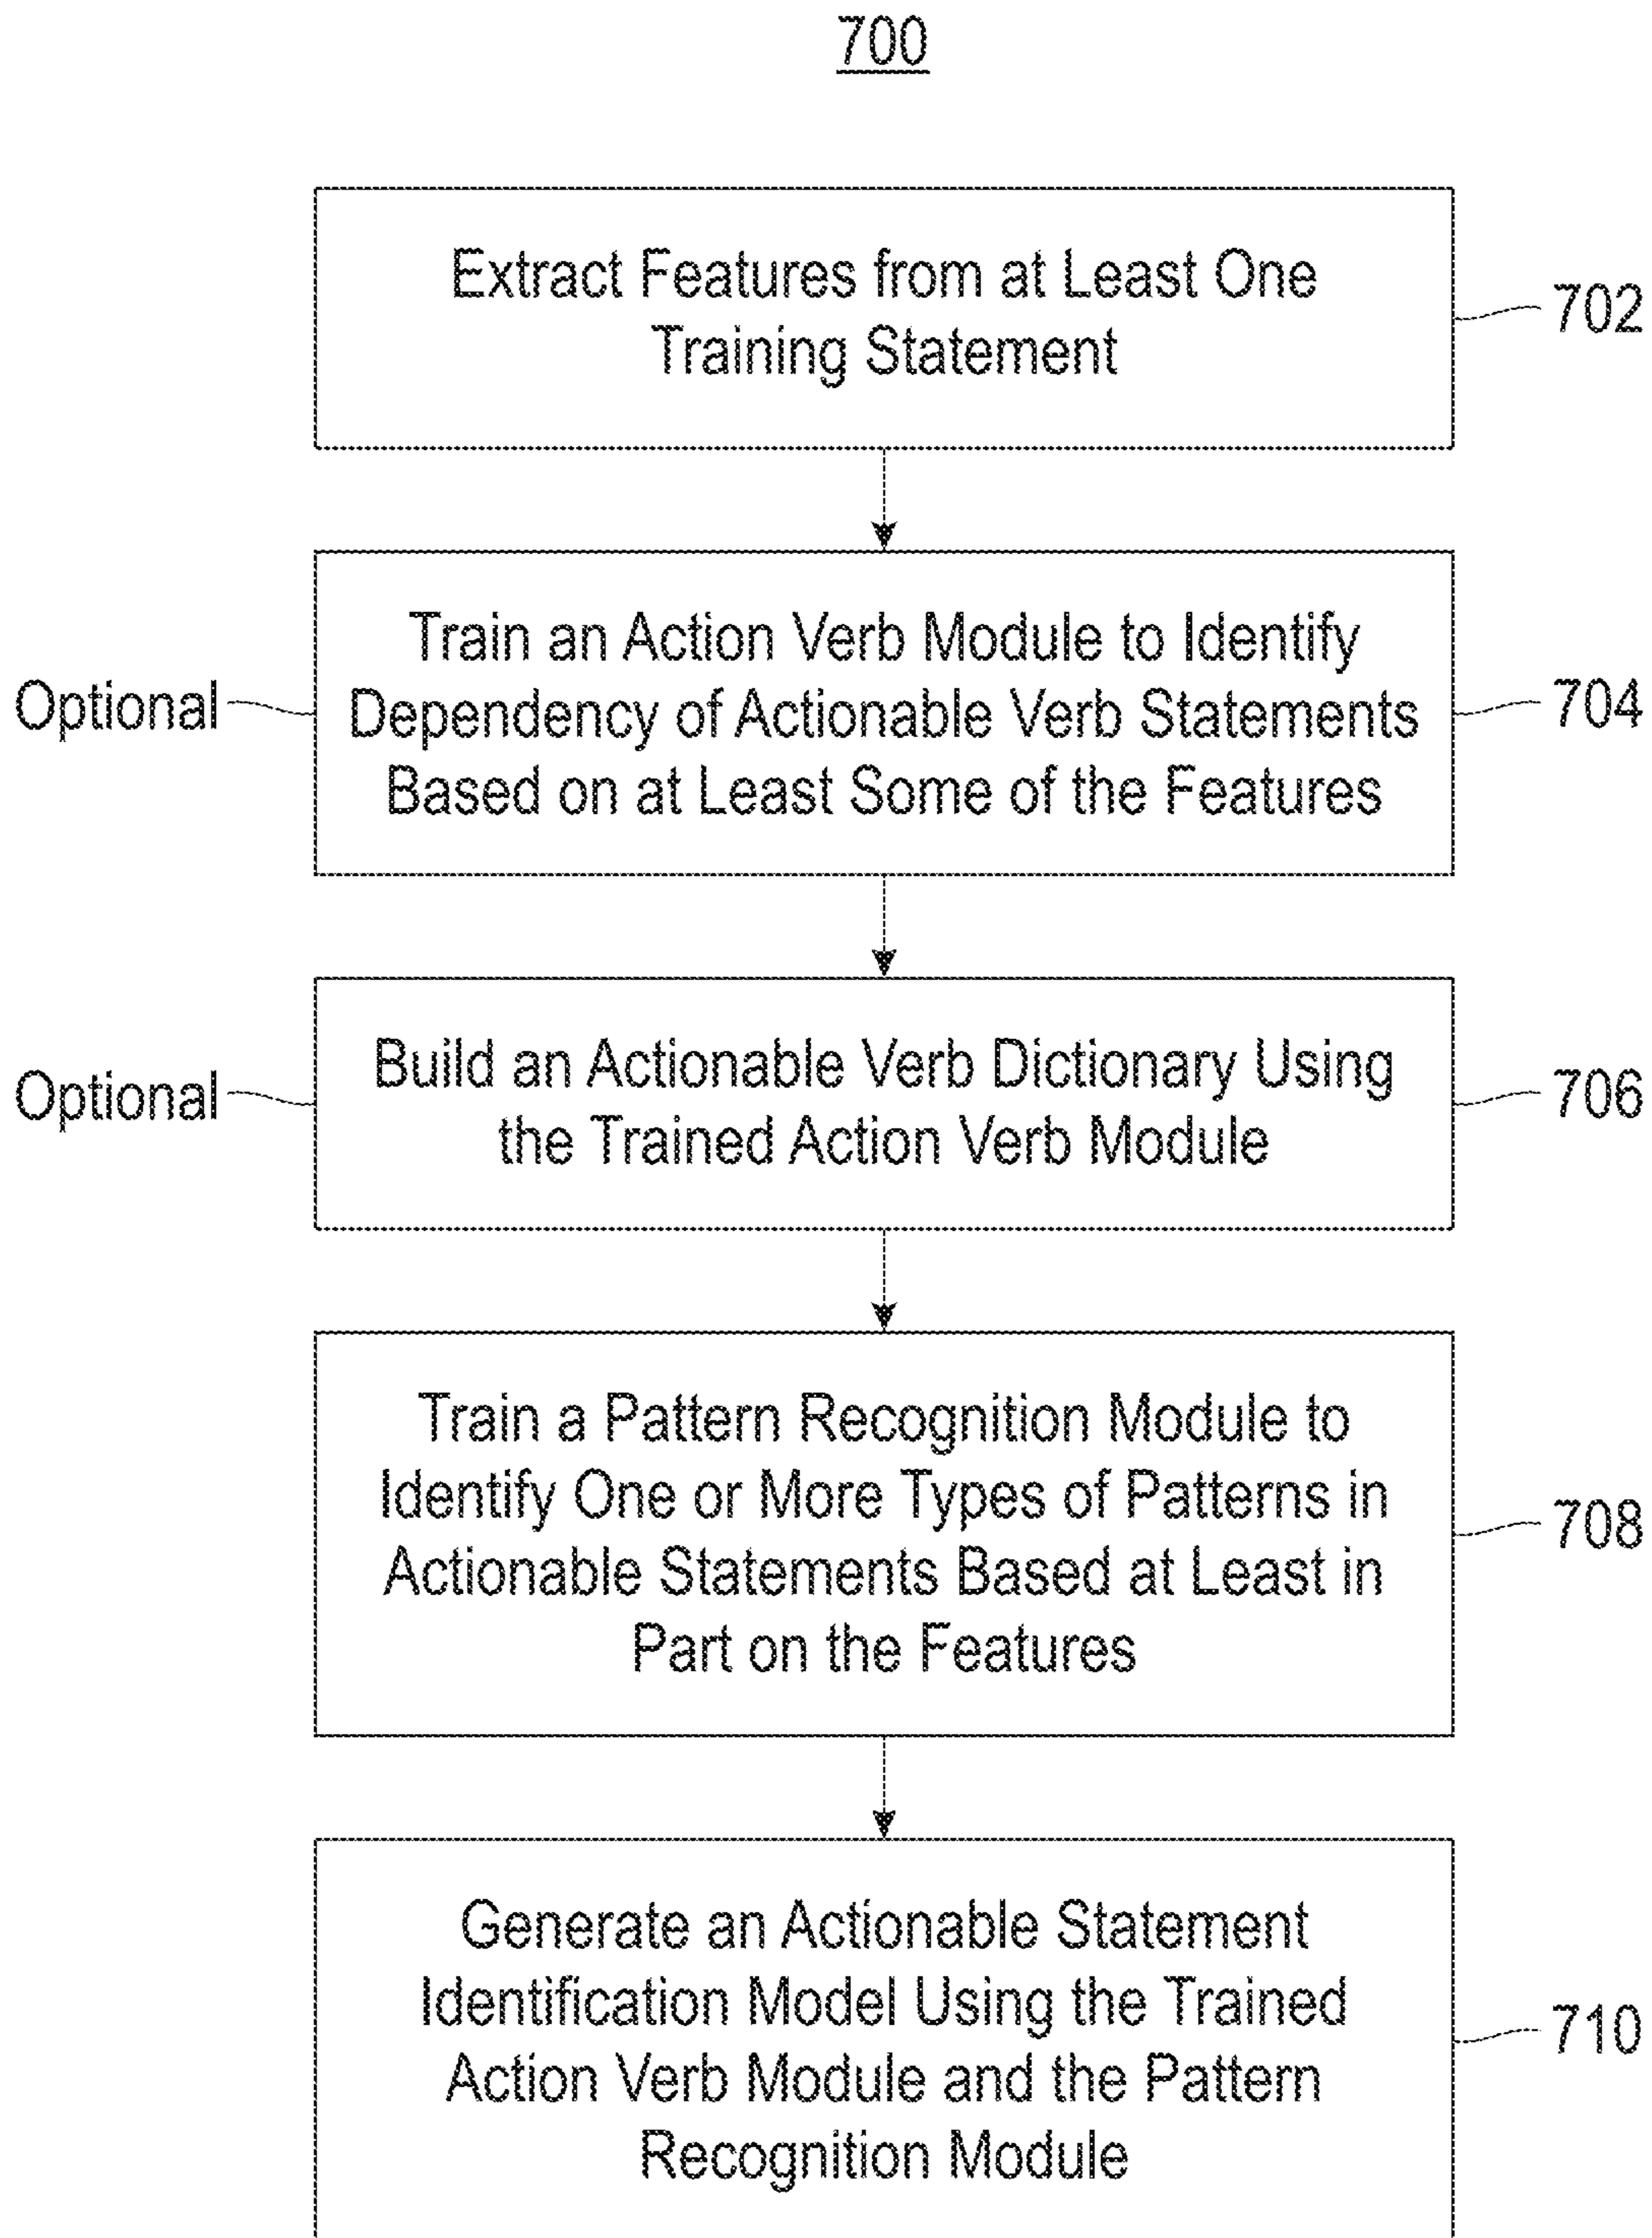 700
Extract Features from at Least One
Training Statement
702
Train an Action Verb Module to Identify
Dependency of Actionable Verb Statements
Based on at Least Some of the Features
Optional
704
Build an Actionable Verb Dictionary Using
the Trained Action Verb Module
Optional
706
Train a Pattern Recognition Module to
Identify One or More Types of Patterns in
Actionable Statements Based at Least in
Part on the Features
708
Generate an Actionable Statement
Identification Model Using the Trained
Action Verb Module and the Pattern
Recognition Module
710